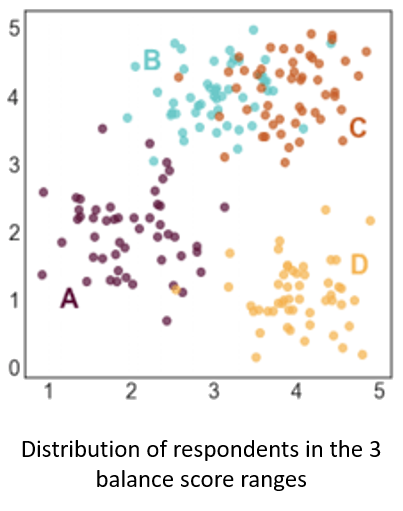 5
B
4
C
3
2
D
1
A
0
1 2 3 4 5
Distribution of respondents in the 3
balance score ranges